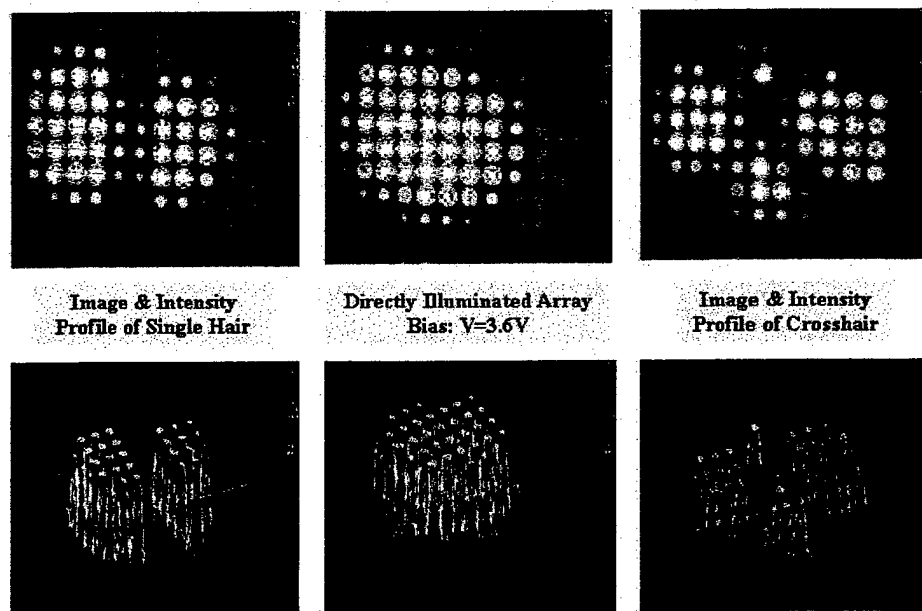 Image & Intensity
Profile of Single Hair
Directly Illuminated Array
Bias: V=3.6V
Image & Intensity
Profile of Crosshair